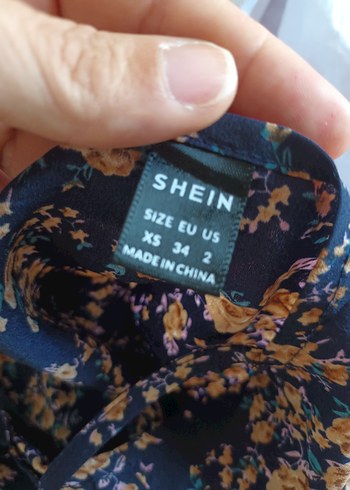 SHEIN
SIZE EU US
XS 34 2
MADE IN CHINA